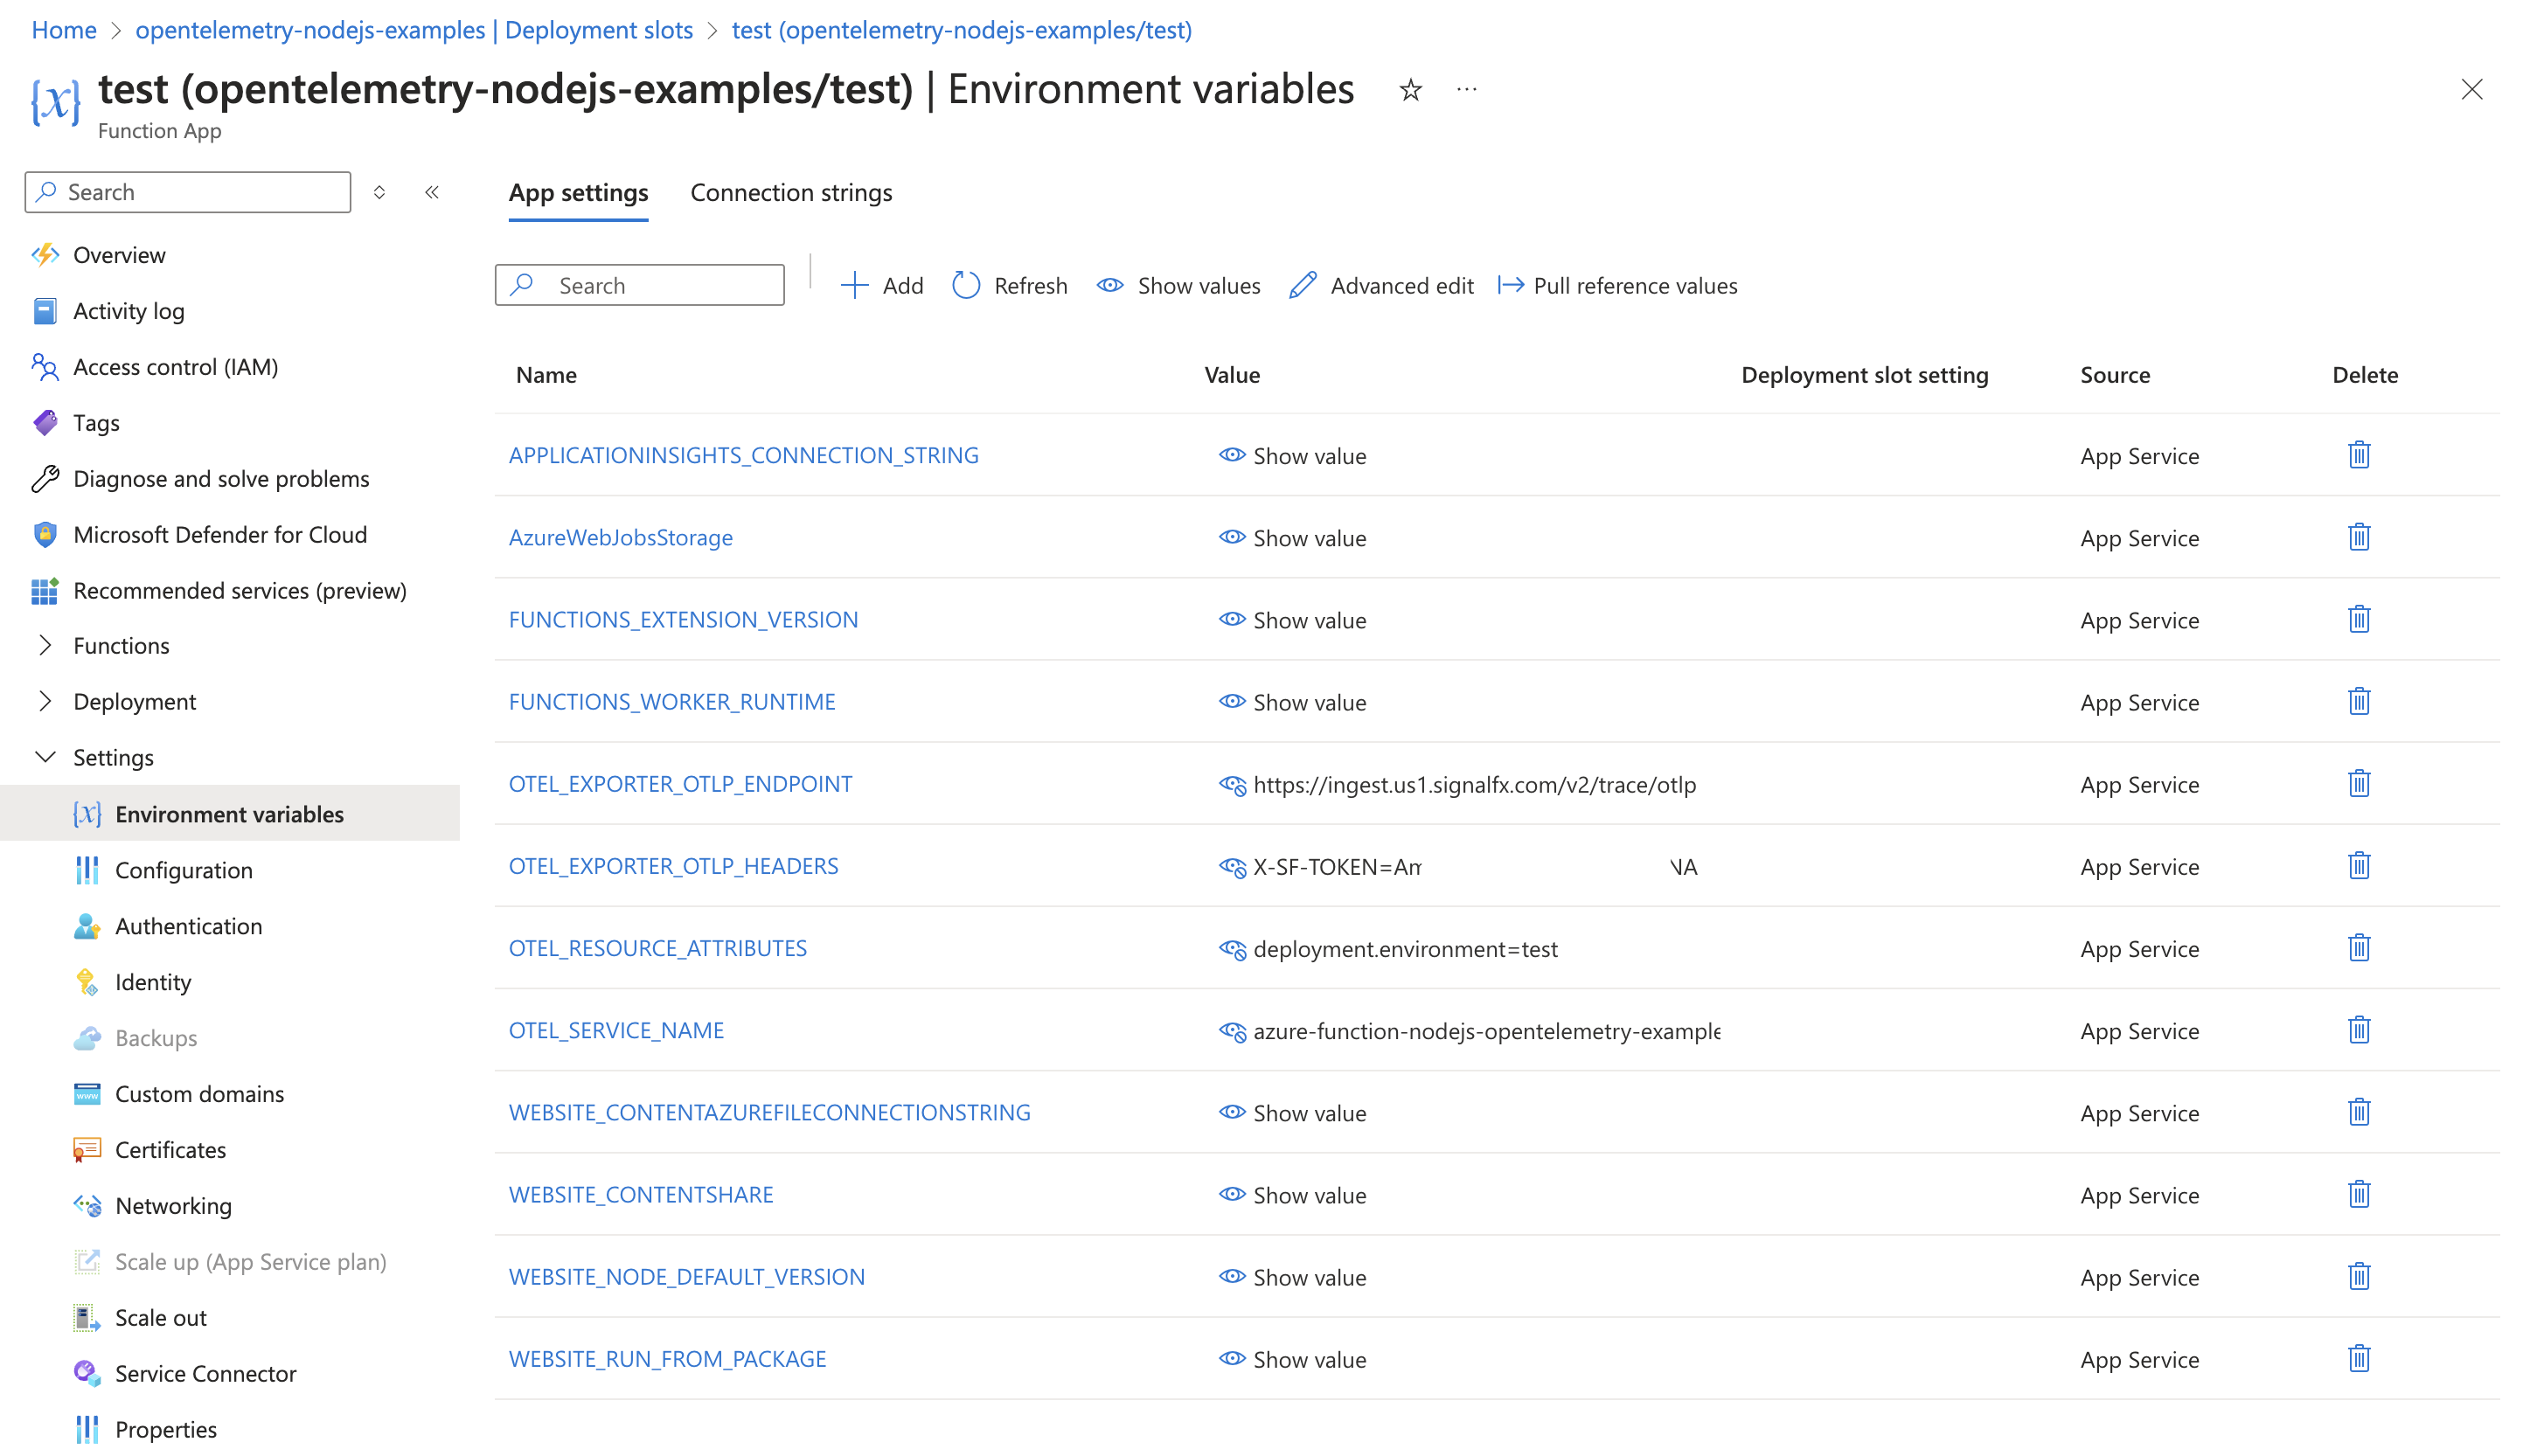 Home > opentelemetry-nodejs-examples | Deployment slots > test (opentelemetry-nodejs-examples/test)
test (opentelemetry-nodejs-examples/test) | Environment variables
Function App
Search
Overview
Activity log
Access control (IAM)
Tags
Diagnose and solve problems
Microsoft Defender for Cloud
Recommended services (preview)
Functions
Deployment
Settings
Environment variables
Configuration
Authentication
Identity
Backups
Custom domains
Certificates
Networking
Scale up (App Service plan)
Scale out
Service Connector
Properties
App settings Connection strings
Search Add Refresh Show values Advanced edit Pull reference values
Name Value Deployment slot setting Source Delete
APPLICATIONINSIGHTS_CONNECTION_STRING Show value App Service
AzureWebJobsStorage Show value App Service
FUNCTIONS_EXTENSION_VERSION Show value App Service
FUNCTIONS_WORKER_RUNTIME Show value App Service
OTEL_EXPORTER_OTLP_ENDPOINT https://ingest.us1.signalfx.com/v2/trace/otlp App Service
OTEL_EXPORTER_OTLP_HEADERS X-SF-TOKEN=Am NA App Service
OTEL_RESOURCE_ATTRIBUTES deployment.environment=test App Service
OTEL_SERVICE_NAME azure-function-nodejs-opentelemetry-example App Service
WEBSITE_CONTENTAZUREFILECONNECTIONSTRING Show value App Service
WEBSITE_CONTENTSHARE Show value App Service
WEBSITE_NODE_DEFAULT_VERSION Show value App Service
WEBSITE_RUN_FROM_PACKAGE Show value App Service